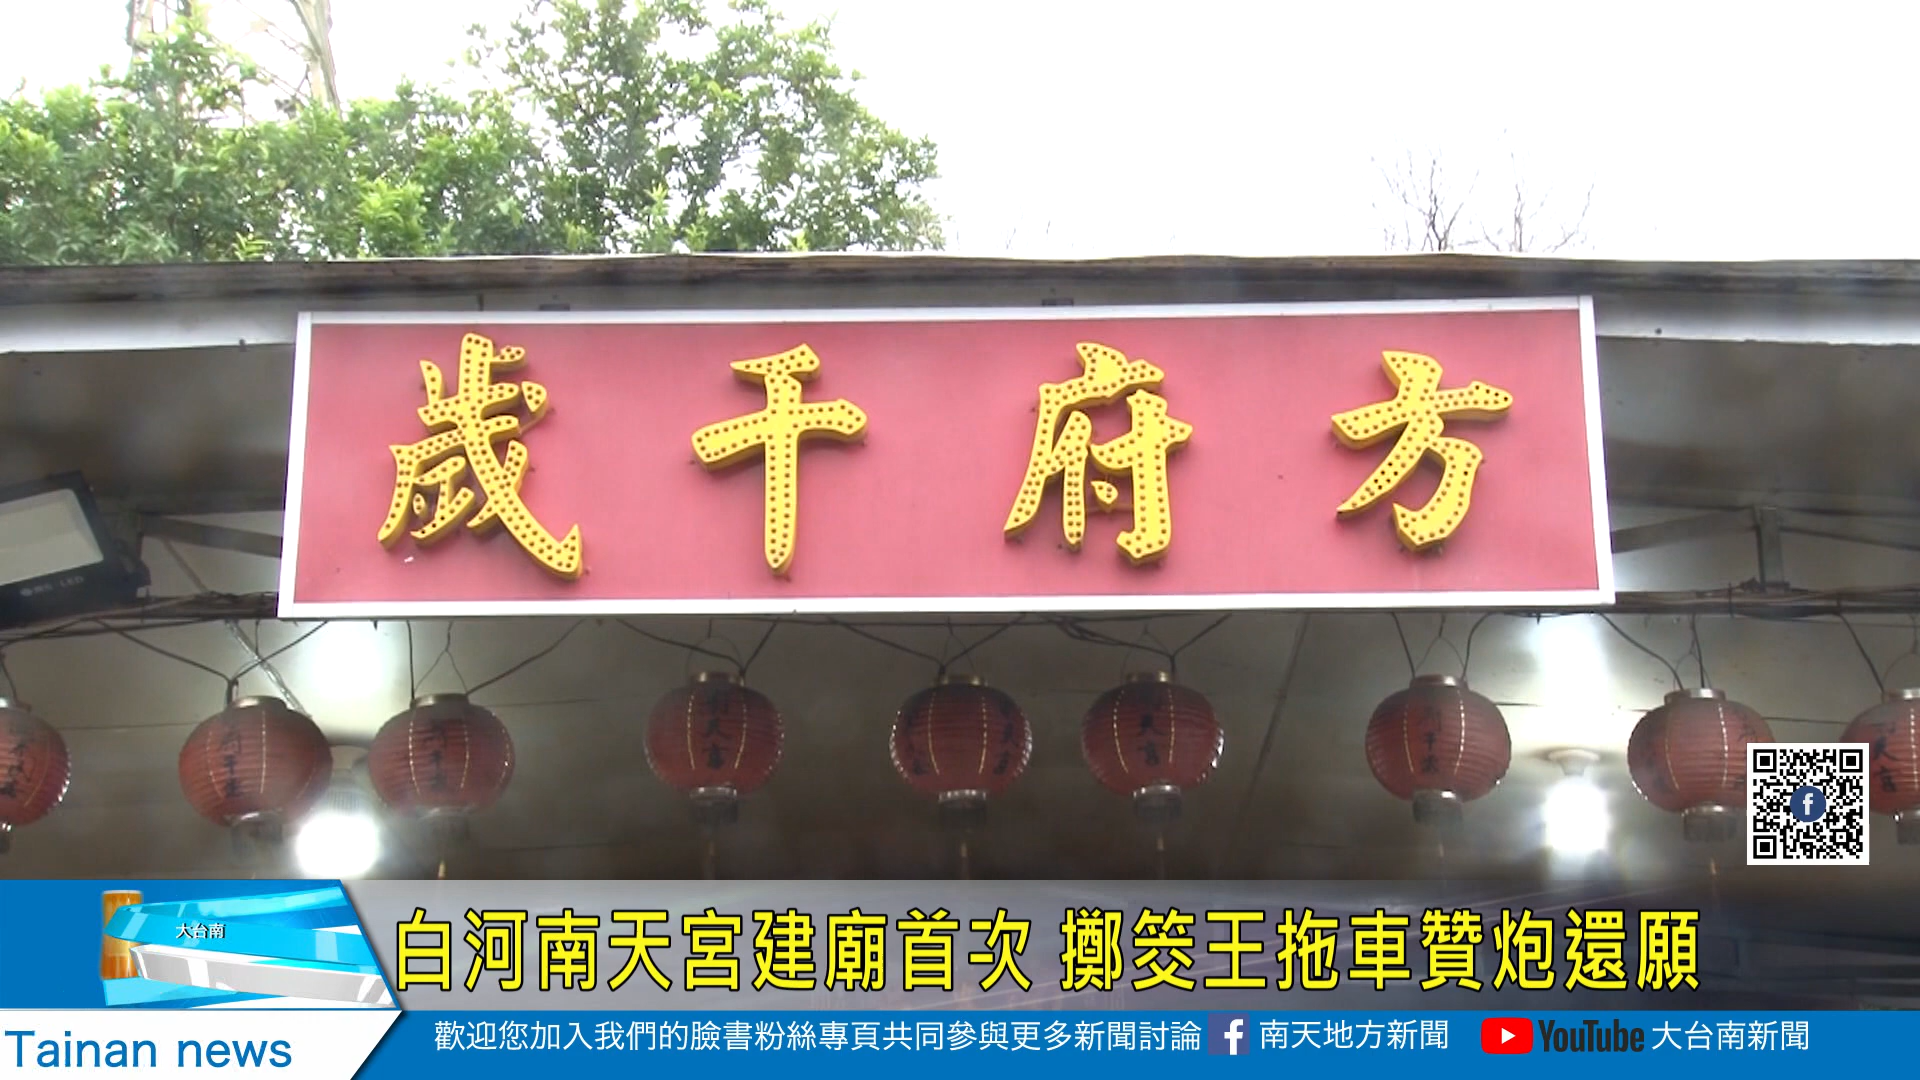 歲千府方
大台南
白河南天宮建廟首次 擲筊王拖車贊炮還願
Tainan news
歡迎您加入我們的臉書粉絲專頁共同參與更多新聞討論 南天地方新聞 YouTube 大台南新聞